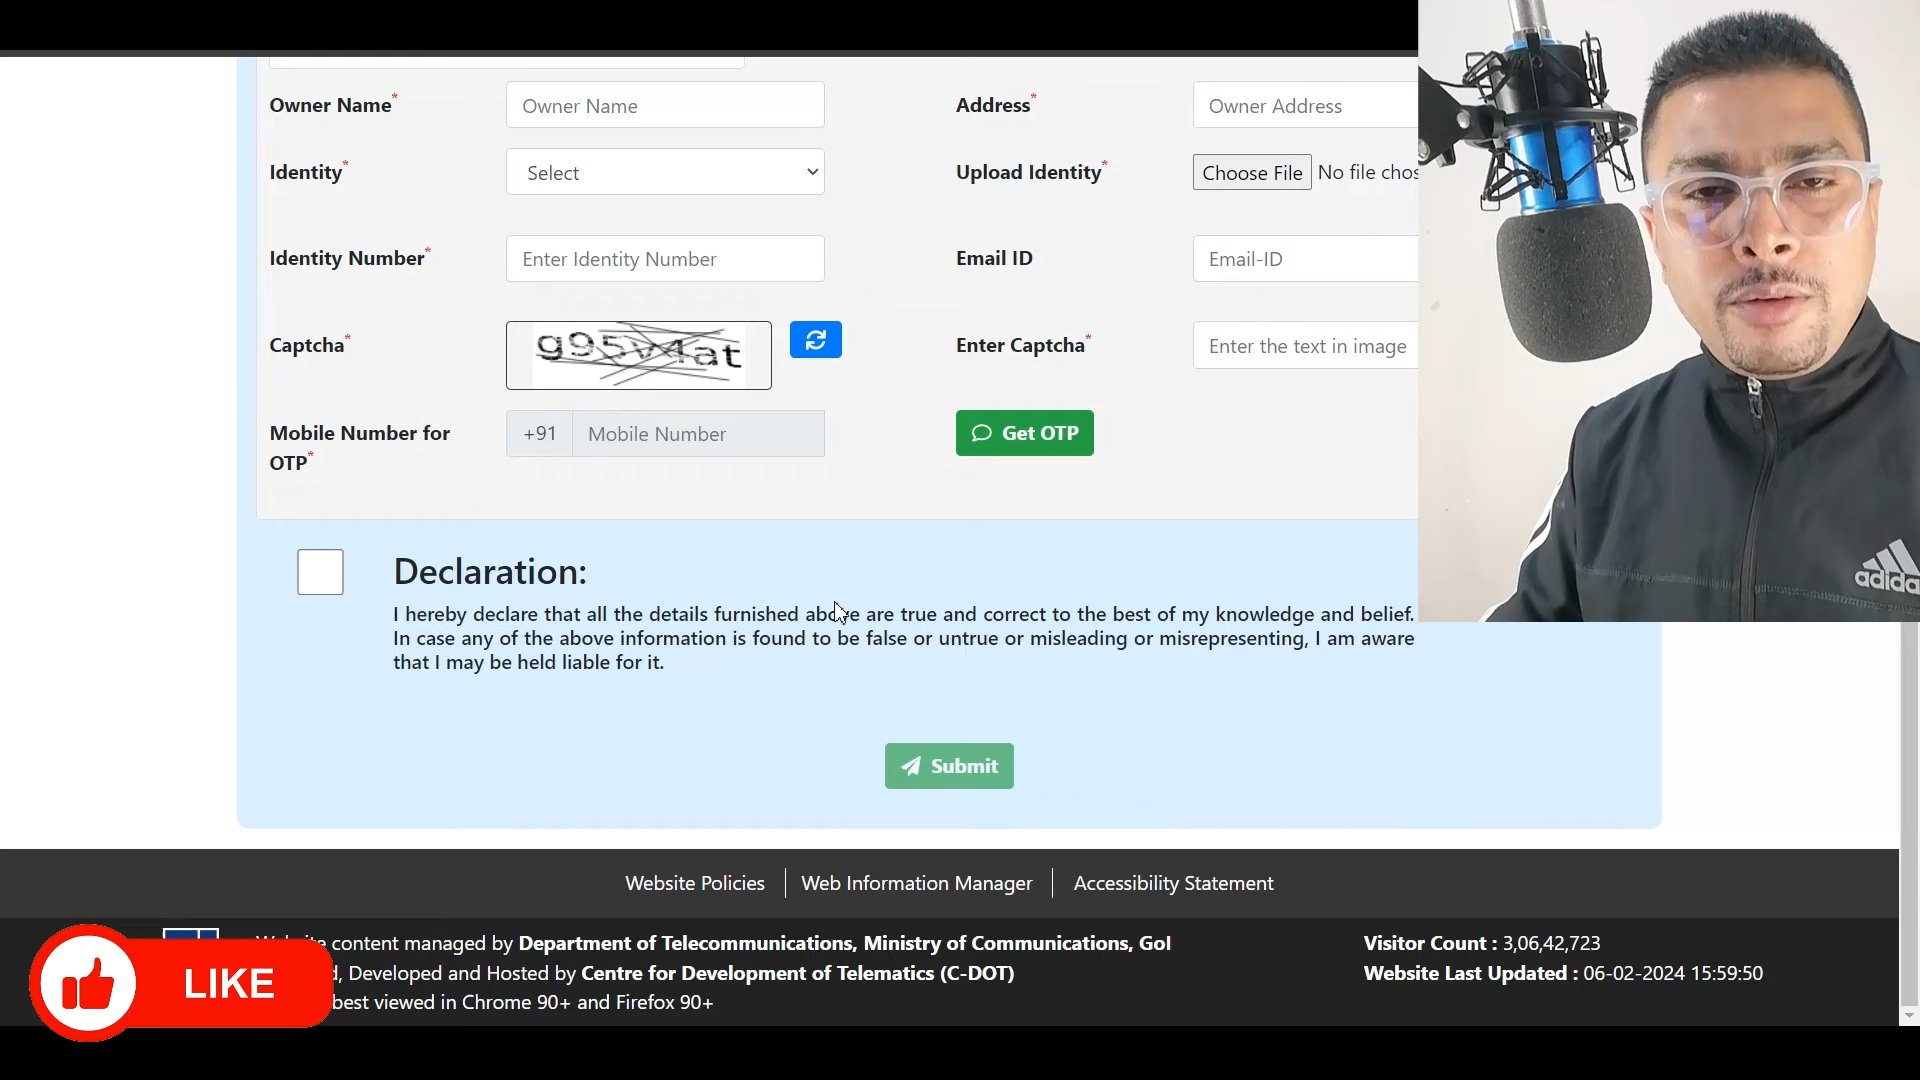 Owner Name*
Owner Name
Address*
Owner Address
Identity*
Select
Upload Identity*
Choose File
No file chos
Identity Number*
Enter Identity Number
Email ID
Email-ID
Captcha*
g95v4at
Enter Captcha*
Enter the text in image
Mobile Number for
OTP*
+91
Mobile Number
Get OTP
Declaration:
I hereby declare that all the details furnished above are true and correct to the best of my knowledge and belief.
In case any of the above information is found to be false or untrue or misleading or misrepresenting, I am aware
that I may be held liable for it.
Submit
Website Policies
Web Information Manager
Accessibility Statement
content managed by Department of Telecommunications, Ministry of Communications, GoI
Developed and Hosted by Centre for Development of Telematics (C-DOT)
best viewed in Chrome 90+ and Firefox 90+
Visitor Count : 3,06,42,723
Website Last Updated : 06-02-2024 15:59:50
LIKE
adidas